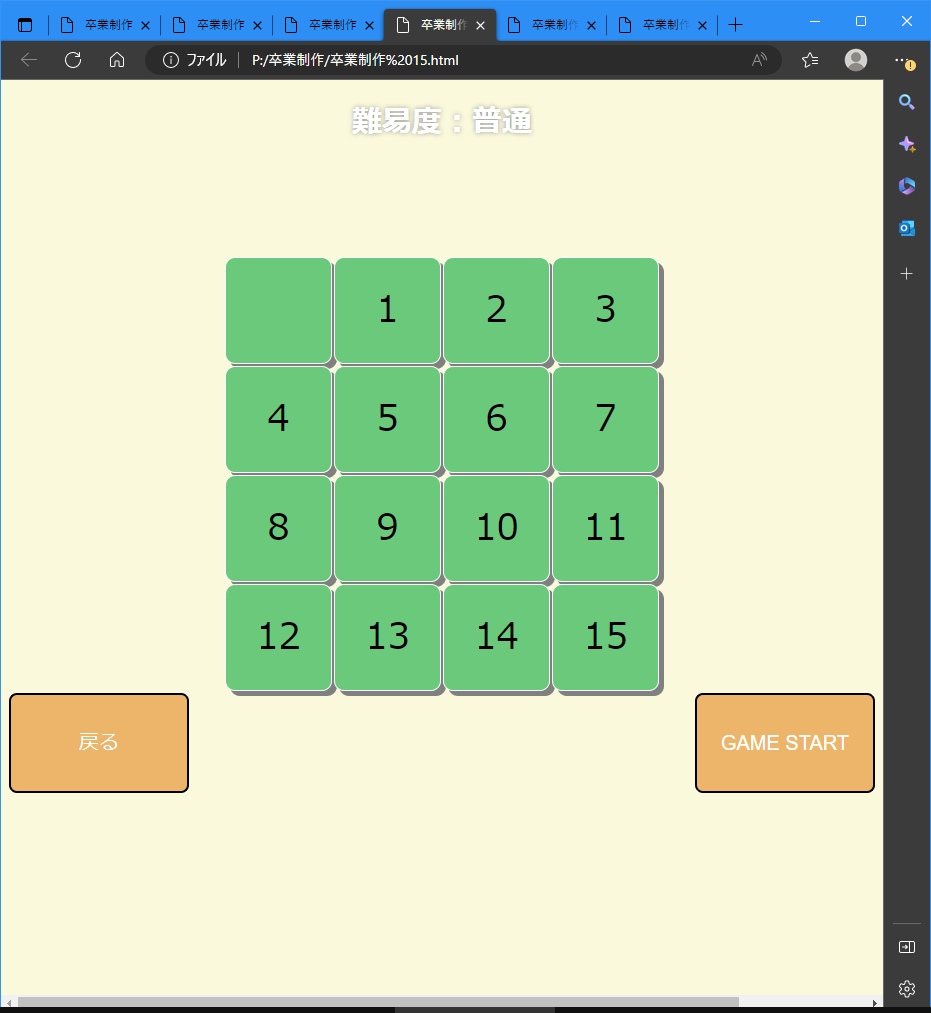 卒業制作 卒業制作 卒業制作 卒業制作 卒業制作 卒業制作
ファイル P:/卒業制作/卒業制作%2015.html
難易度：普通
1 2 3
4 5 6 7
8 9 10 11
12 13 14 15
戻る GAME START